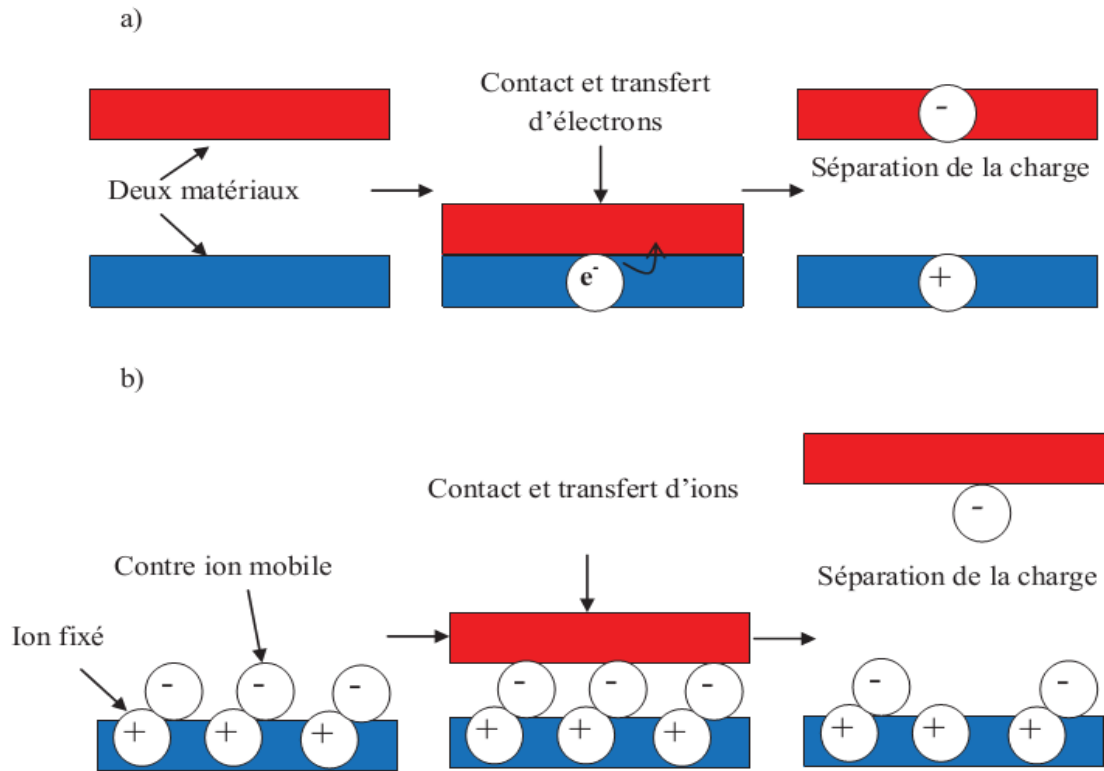 a)
Contact et transfert
d’électrons
Deux matériaux
-
Séparation de la charge
e-
+
b)
Contact et transfert d’ions
-
Contre ion mobile
Séparation de la charge
Ion fixé
- - -
+ + +
- - -
+ + +
- -
+ + +